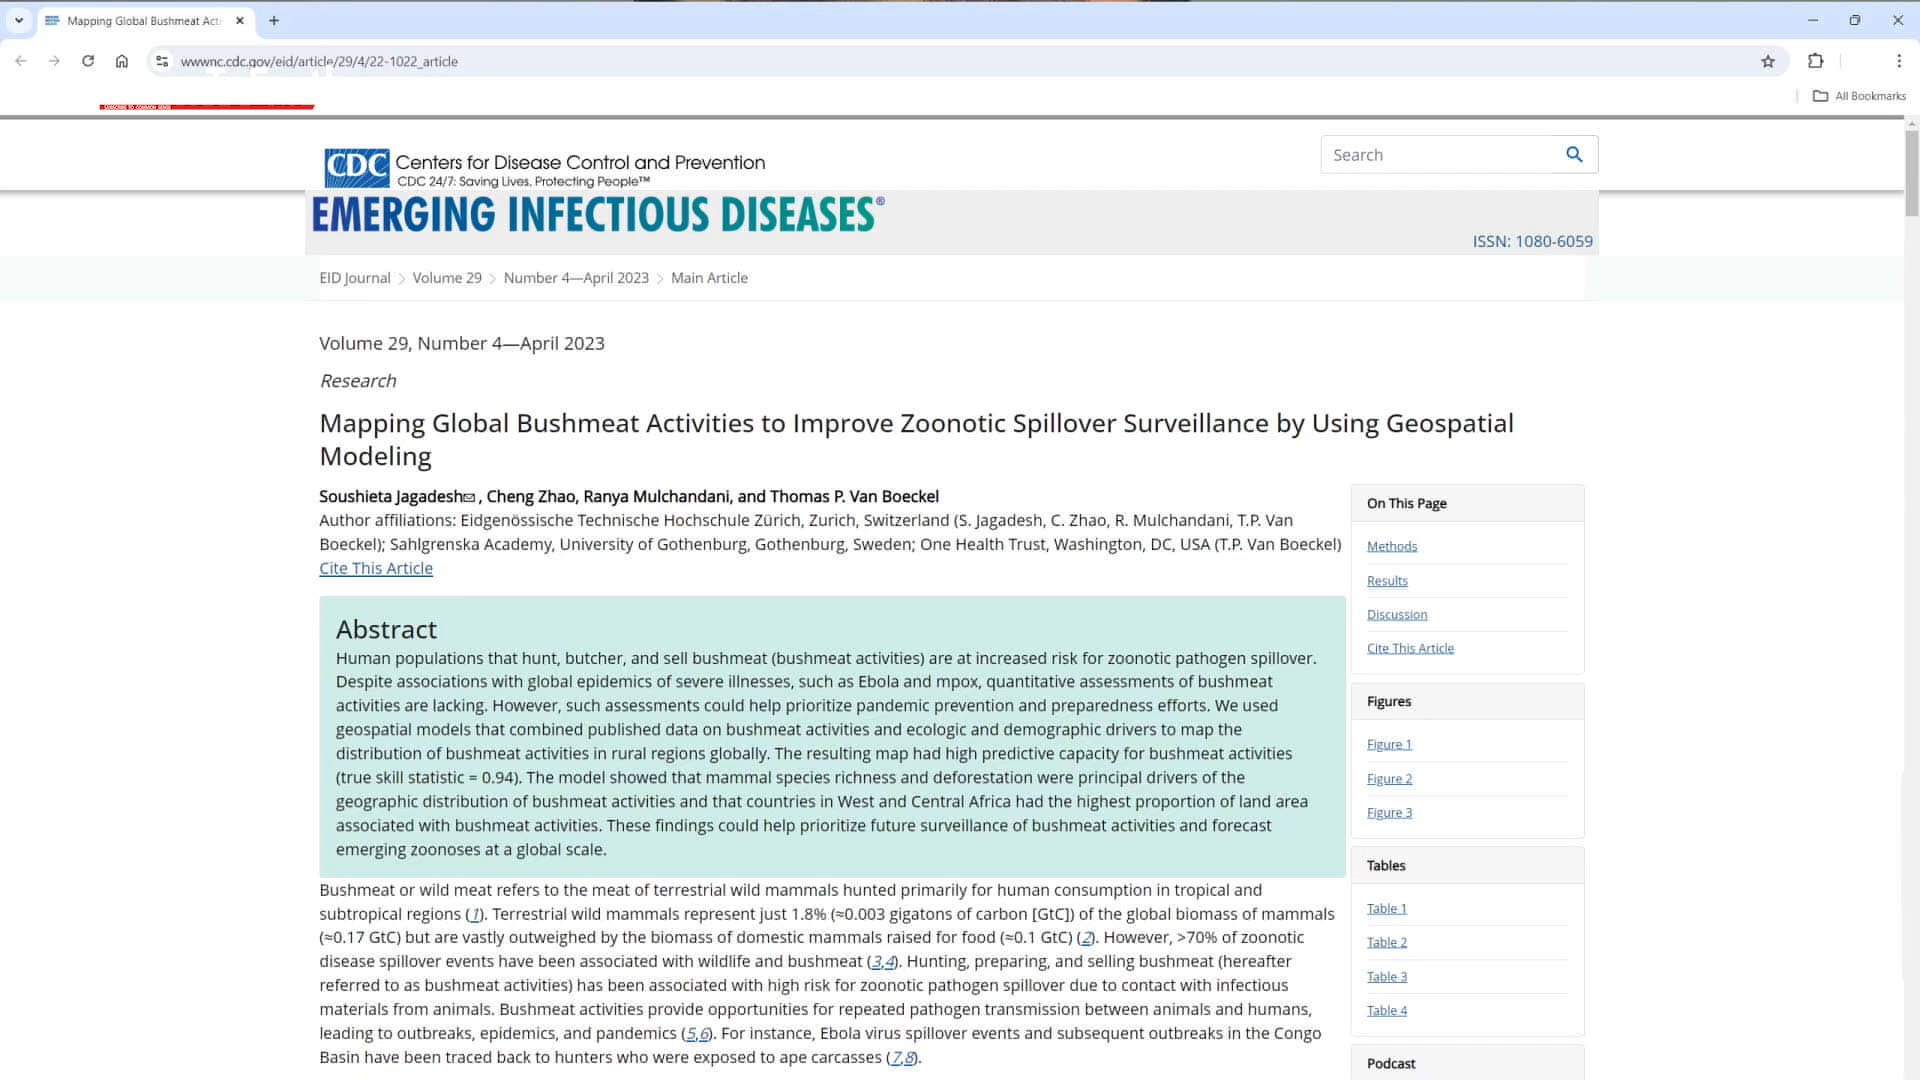 Mapping Global Bushmeat Acti
wwwnc.cdc.gov/eid/article/29/4/22-1022_article
All Bookmarks
SUBSCRIBE TO COMMON SENSE
CDC Centers for Disease Control and Prevention
CDC 24/7: Saving Lives, Protecting People™
Search
EMERGING INFECTIOUS DISEASES®
ISSN: 1080-6059
EID Journal > Volume 29 > Number 4—April 2023 > Main Article
Volume 29, Number 4—April 2023
Research
Mapping Global Bushmeat Activities to Improve Zoonotic Spillover Surveillance by Using Geospatial
Modeling
Soushieta Jagadesh, Cheng Zhao, Ranya Mulchandani, and Thomas P. Van Boeckel
Author affiliations: Eidgenössische Technische Hochschule Zürich, Zurich, Switzerland (S. Jagadesh, C. Zhao, R. Mulchandani, T.P. Van
Boeckel); Sahlgrenska Academy, University of Gothenburg, Gothenburg, Sweden; One Health Trust, Washington, DC, USA (T.P. Van Boeckel)
Cite This Article
Abstract
Human populations that hunt, butcher, and sell bushmeat (bushmeat activities) are at increased risk for zoonotic pathogen spillover.
Despite associations with global epidemics of severe illnesses, such as Ebola and mpox, quantitative assessments of bushmeat
activities are lacking. However, such assessments could help prioritize pandemic prevention and preparedness efforts. We used
geospatial models that combined published data on bushmeat activities and ecologic and demographic drivers to map the
distribution of bushmeat activities in rural regions globally. The resulting map had high predictive capacity for bushmeat activities
(true skill statistic = 0.94). The model showed that mammal species richness and deforestation were principal drivers of the
geographic distribution of bushmeat activities and that countries in West and Central Africa had the highest proportion of land area
associated with bushmeat activities. These findings could help prioritize future surveillance of bushmeat activities and forecast
emerging zoonoses at a global scale.
Bushmeat or wild meat refers to the meat of terrestrial wild mammals hunted primarily for human consumption in tropical and
subtropical regions (1). Terrestrial wild mammals represent just 1.8% (≈0.003 gigatons of carbon [GtC]) of the global biomass of mammals
(≈0.17 GtC) but are vastly outweighed by the biomass of domestic mammals raised for food (≈0.1 GtC) (2). However, >70% of zoonotic
disease spillover events have been associated with wildlife and bushmeat (3,4). Hunting, preparing, and selling bushmeat (hereafter
referred to as bushmeat activities) has been associated with high risk for zoonotic pathogen spillover due to contact with infectious
materials from animals. Bushmeat activities provide opportunities for repeated pathogen transmission between animals and humans,
leading to outbreaks, epidemics, and pandemics (5,6). For instance, Ebola virus spillover events and subsequent outbreaks in the Congo
Basin have been traced back to hunters who were exposed to ape carcasses (7,8).
On This Page
Methods
Results
Discussion
Cite This Article
Figures
Figure 1
Figure 2
Figure 3
Tables
Table 1
Table 2
Table 3
Table 4
Podcast